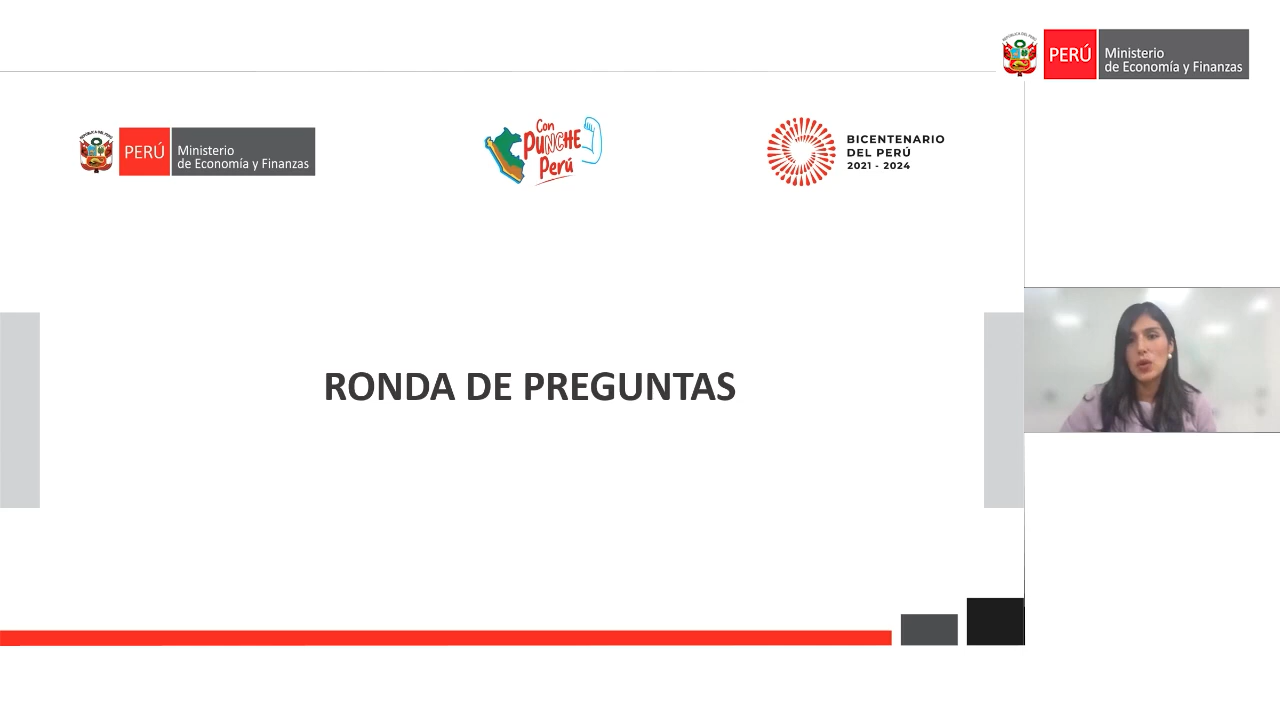 PERÚ
Ministerio
de Economía y Finanzas
PERÚ
Ministerio
de Economía y Finanzas
Con
PUNCHE
Perú
BICENTENARIO
DEL PERÚ
2021 - 2024
RONDA DE PREGUNTAS